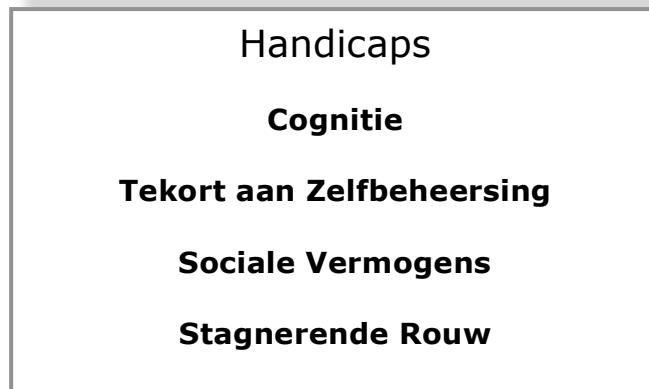 Handicaps
Cognitie
Tekort aan Zelfbeheersing
Sociale Vermogens
Stagnerende Rouw